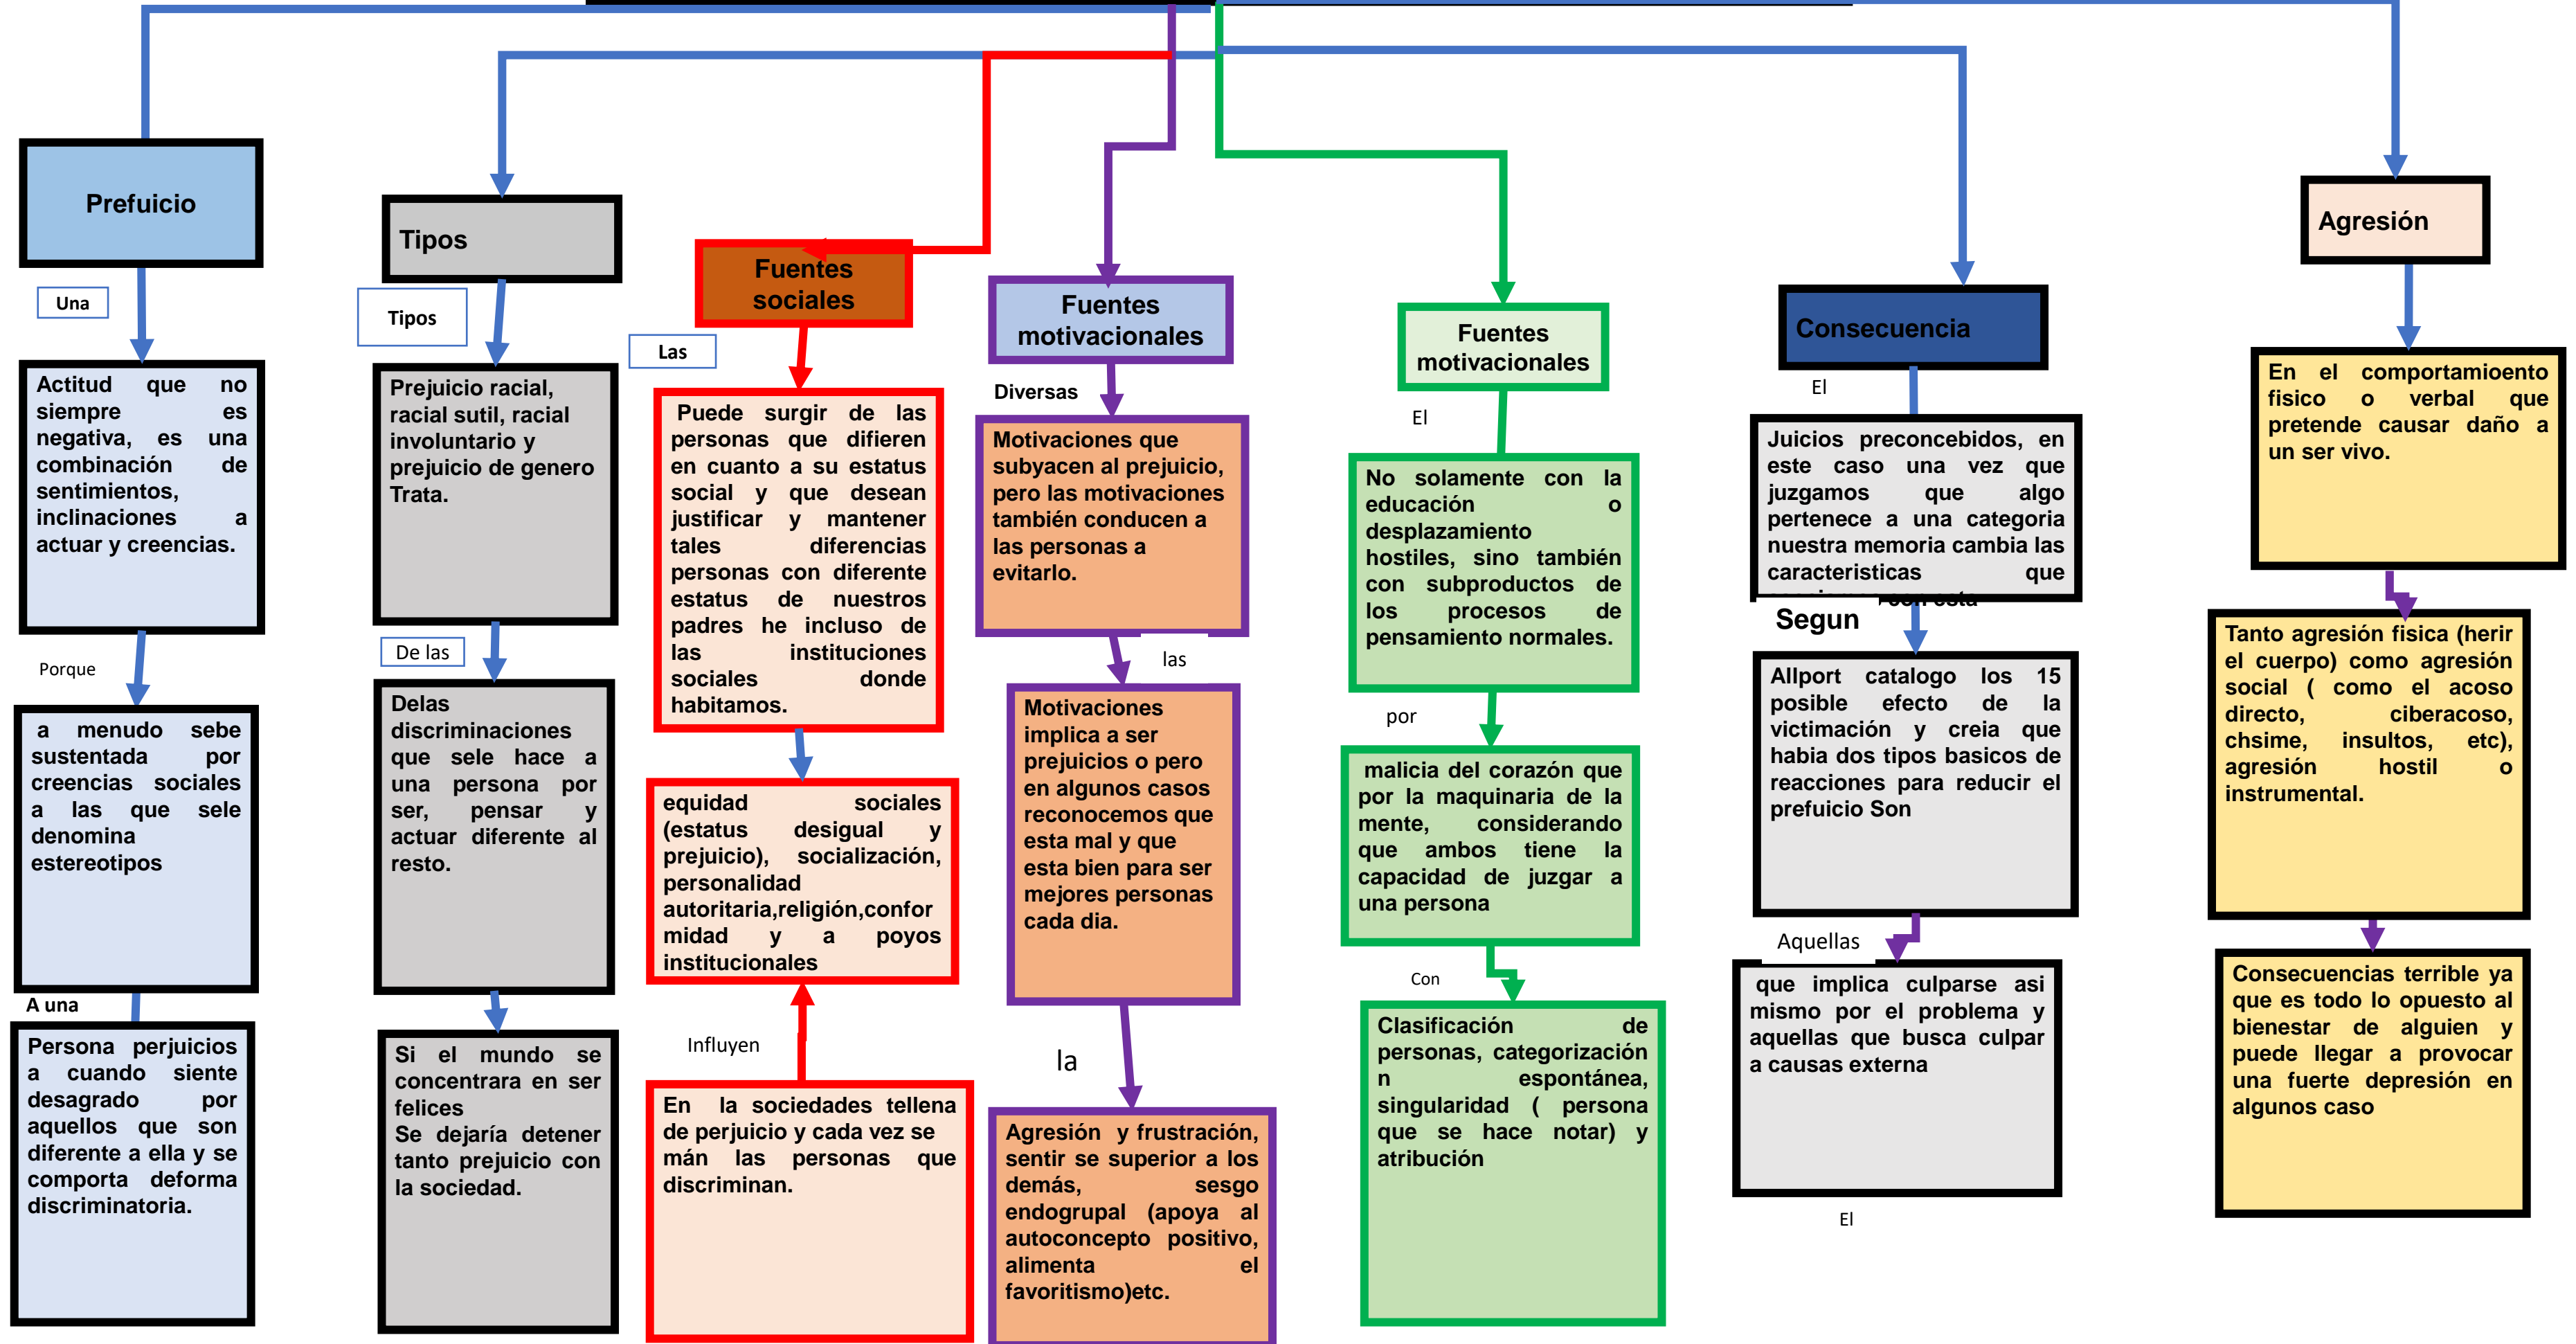 Prefuicio
Una
Actitud que no
siempre es
negativa, es una
combinación de
sentimientos,
inclinaciones a
actuar y creencias.
Porque
a menudo sebe
sustentada por
creencias sociales
a las que sele
denomina
estereotipos
A una
Persona perjuicios
a cuando siente
desagrado por
aquellos que son
diferente a ella y se
comporta deforma
discriminatoria.
Tipos
Tipos
Prejuicio racial,
racial sutil, racial
involuntario y
prejuicio de genero
Trata.
De las
Delas
discriminaciones
que sele hace a
una persona por
ser, pensar y
actuar diferente al
resto.
Si el mundo se
concentrara en ser
felices
Se dejaría detener
tanto prejuicio con
la sociedad.
Fuentes
sociales
Las
Puede surgir de las
personas que difieren
en cuanto a su estatus
social y que desean
justificar y mantener
tales diferencias
personas con diferente
estatus de nuestros
padres he incluso de
las instituciones
sociales donde
habitamos.
equidad sociales
(estatus desigual y
prejuicio), socialización,
personalidad
autoritaria,religión,confor
midad y a poyos
institucionales
Influyen
En la sociedades tellena
de perjuicio y cada vez se
mán las personas que
discriminan.
Fuentes
motivacionales
Diversas
Motivaciones que
subyacen al prejuicio,
pero las motivaciones
también conducen a
las personas a
evitarlo.
las
Motivaciones
implica a ser
prejuicios o pero
en algunos casos
reconocemos que
esta mal y que
esta bien para ser
mejores personas
cada dia.
la
Agresión y frustración,
sentir se superior a los
demás, sesgo
endogrupal (apoya al
autoconcepto positivo,
alimenta el
favoritismo)etc.
Fuentes
motivacionales
El
No solamente con la
educación o
desplazamiento
hostiles, sino también
con subproductos de
los procesos de
pensamiento normales.
por
malicia del corazón que
por la maquinaria de la
mente, considerando
que ambos tiene la
capacidad de juzgar a
una persona
Con
Clasificación de
personas, categorización
n espontánea,
singularidad ( persona
que se hace notar) y
atribución
Consecuencia
El
Juicios preconcebidos, en
este caso una vez que
juzgamos que algo
pertenece a una categoria
nuestra memoria cambia las
caracteristicas que
con esta
Segun
Allport catalogo los 15
posible efecto de la
victimación y creia que
habia dos tipos basicos de
reacciones para reducir el
prefuicio Son
Aquellas
que implica culparse asi
mismo por el problema y
aquellas que busca culpar
a causas externa
El
Agresión
En el comportamioento
fisico o verbal que
pretende causar daño a
un ser vivo.
Tanto agresión fisica (herir
el cuerpo) como agresión
social ( como el acoso
directo, ciberacoso,
chsime, insultos, etc),
agresión hostil o
instrumental.
Consecuencias terrible ya
que es todo lo opuesto al
bienestar de alguien y
puede llegar a provocar
una fuerte depresión en
algunos caso